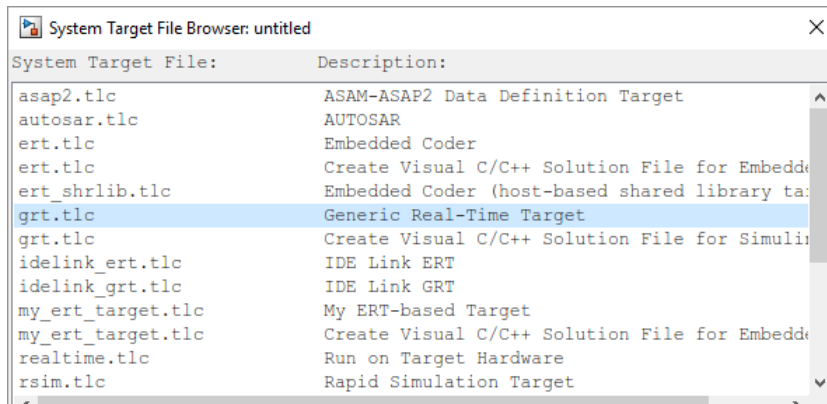 System Target File Browser: untitled
System Target File: Description:
asap2.tlc ASAM-ASAP2 Data Definition Target
autosar.tlc AUTOSAR
ert.tlc Embedded Coder
ert.tlc Create Visual C/C++ Solution File for
ert_shrlib.tlc Embedded Coder (host-based shared library
grt.tlc Generic Real-Time Target
grt.tlc Create Visual C/C++ Solution File for
idelink_ert.tlc IDE Link ERT
idelink_grt.tlc IDE Link GRT
my_ert_target.tlc My ERT-based Target
my_ert_target.tlc Create Visual C/C++ Solution File for
realtime.tlc Run on Target Hardware
rsim.tlc Rapid Simulation Target